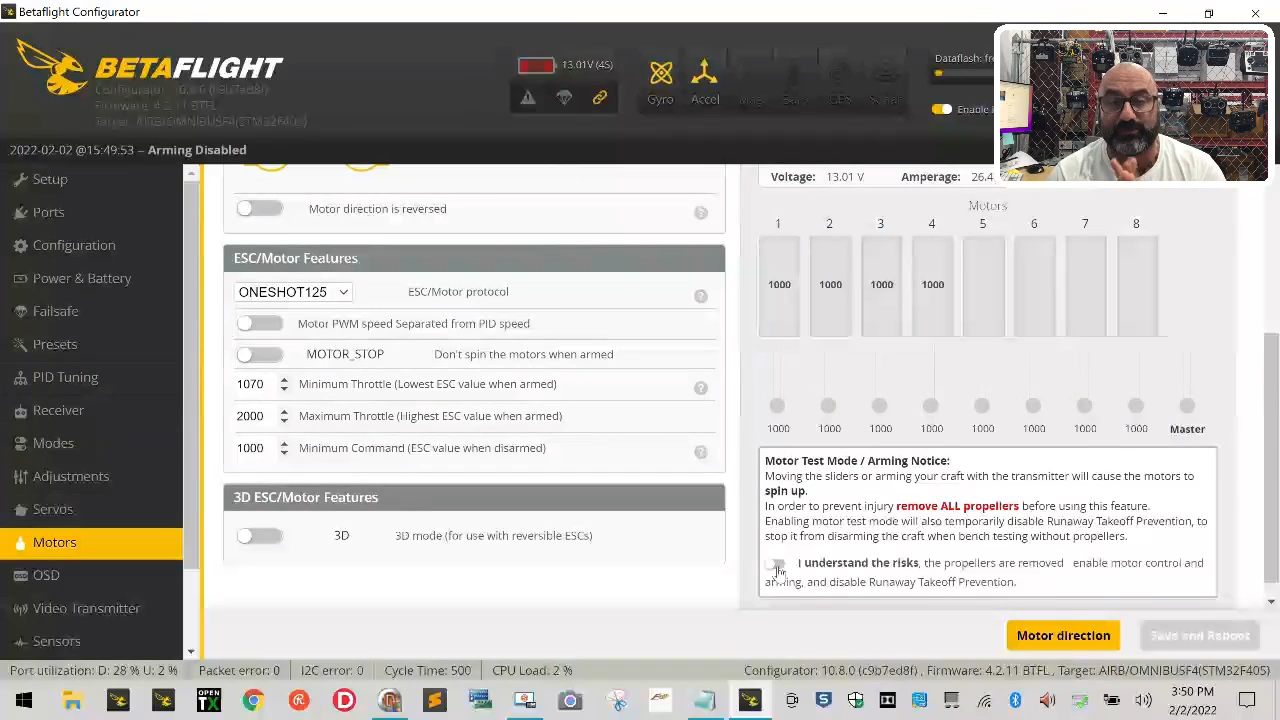 Betaflight Configurator
BETAFLIGHT
Firmware: 4.2.11 BTFL
13.01V (4S)
Gyro
Accel
Dataflash: fre
Enable
2022-02-02 @15:49:53 – Arming Disabled
Setup
Ports
Configuration
Power & Battery
Failsafe
Presets
PID Tuning
Receiver
Modes
Adjustments
Servos
Motors
OSD
Video Transmitter
Sensors
Motor direction is reversed
ESC/Motor Features
ONESHOT125 ESC/Motor protocol
Motor PWM speed Separated from PID speed
MOTOR_STOP Don't spin the motors when armed
1070 Minimum Throttle (Lowest ESC value when armed)
2000 Maximum Throttle (Highest ESC value when armed)
1000 Minimum Command (ESC value when disarmed)
3D ESC/Motor Features
3D 3D mode (for use with reversible ESCs)
Voltage: 13.01 V Amperage: 26.4
Motors
1 2 3 4 5 6 7 8
1000 1000 1000 1000
1000 1000 1000 1000 1000 1000 1000 1000 Master
Motor Test Mode / Arming Notice:
Moving the sliders or arming your craft with the transmitter will cause the motors to
spin up.
In order to prevent injury remove ALL propellers before using this feature.
Enabling motor test mode will also temporarily disable Runaway Takeoff Prevention, to
stop it from disarming the craft when bench testing without propellers.
I understand the risks, the propellers are removed enable motor control and
arming, and disable Runaway Takeoff Prevention.
Motor direction
Save and Reboot
Port utilization: D: 28 % U: 2 % Packet error: 0 I2C error: 0 Cycle Time: 500 CPU Load: 2 % Configurator: 10.8.0 (c9b7ed8f), Firmware: 4.2.11 BTFL, Target: AIRB/OMNIBUSF4(STM32F405)
OPEN
TX
3:50 PM
2/2/2022